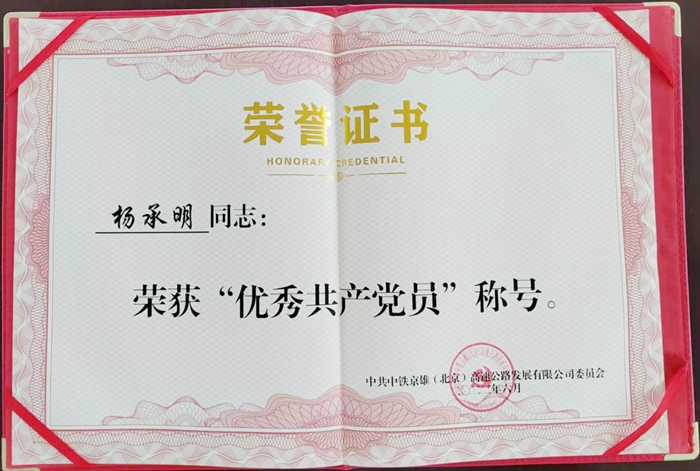 荣誉证书
HONORARY CREDENTIAL
杨承明同志：
荣获“优秀共产党员”称号。
中共中铁京雄（北京）高速公路发展有限公司委员会
年六月